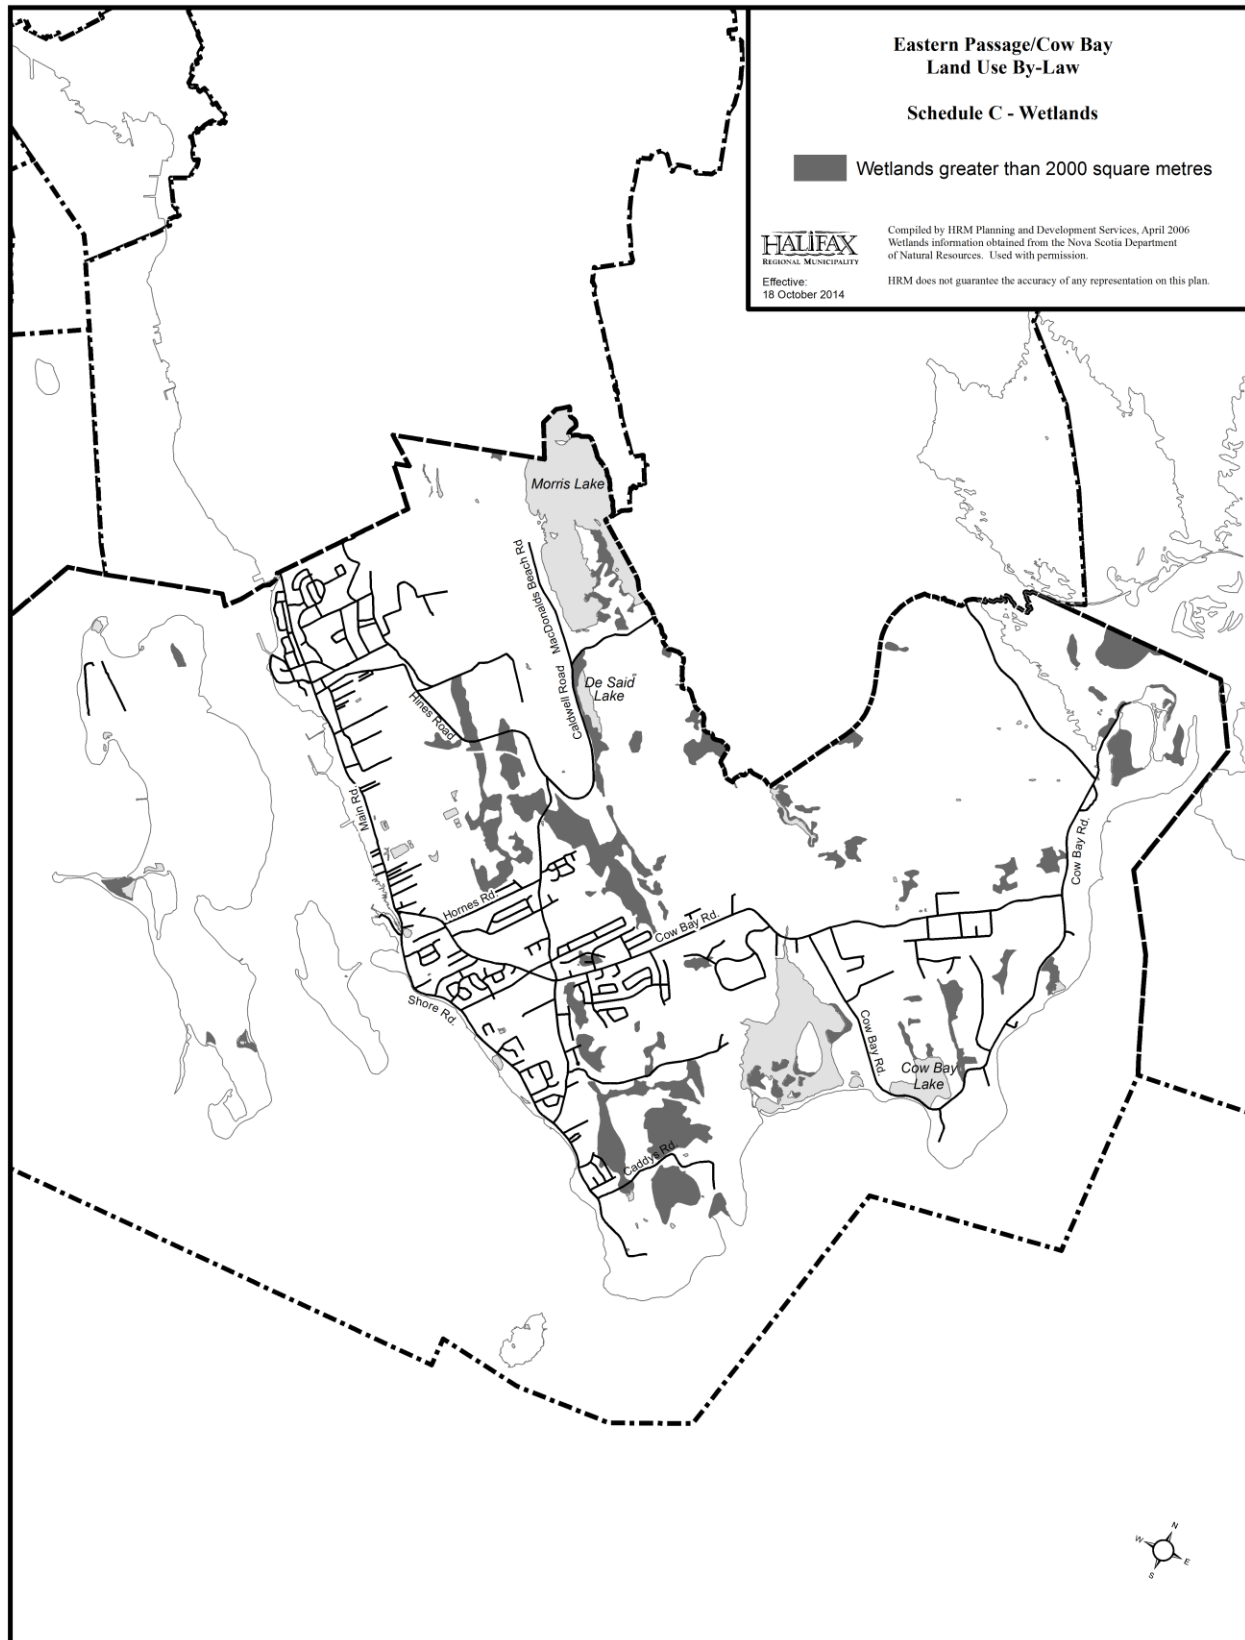 Eastern Passage/Cow Bay
Land Use By-Law
Schedule C - Wetlands
Wetlands greater than 2000 square metres
HALIFAX
REGIONAL MUNICIPALITY
Effective:
18 October 2014
Compiled by HRM Planning and Development Services, April 2006
Wetlands information obtained from the Nova Scotia Department
of Natural Resources. Used with permission.
HRM does not guarantee the accuracy of any representation on this plan.
Morris Lake
MacDonalds Beach Rd
Caldwell Road
De Said
Lake
Hines Road
Main Rd.
Cow Bay Rd.
Hornes Rd.
Cow Bay Rd.
Shore Rd.
Cow Bay Rd.
Cow Bay
Lake
Caddys Rd.
N
W
E
S